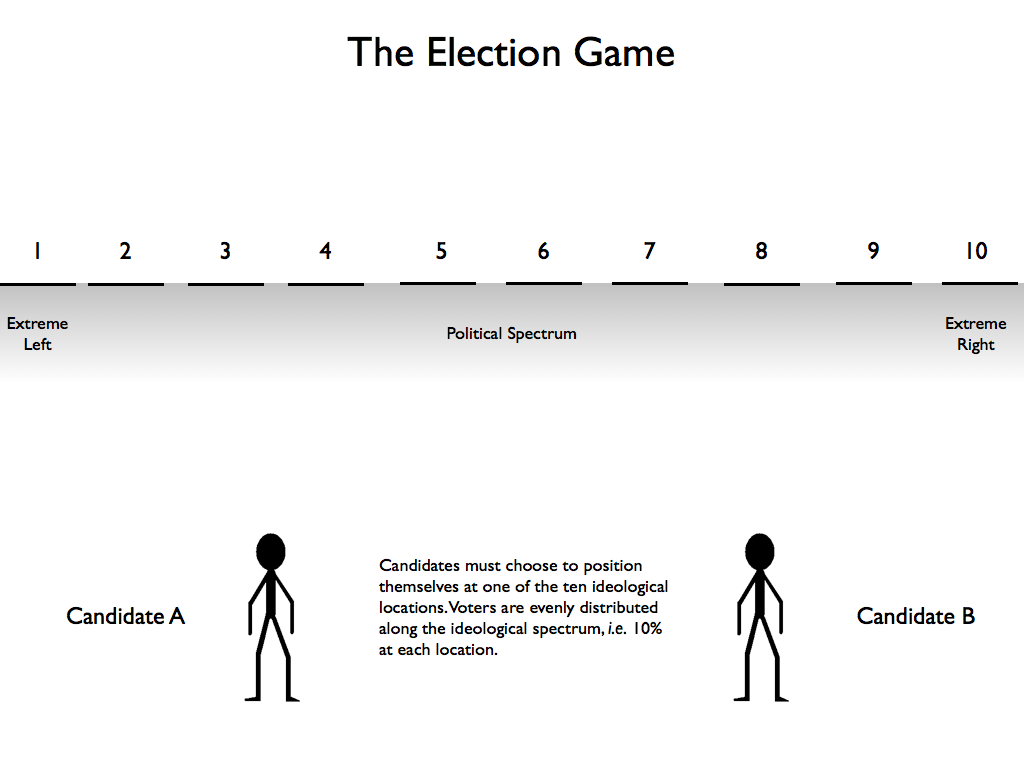 The Election Game
1 2 3 4 5 6 7 8 9 10
Extreme
Left
Political Spectrum
Extreme
Right
Candidate A
Candidates must choose to position
themselves at one of the ten ideological
locations. Voters are evenly distributed
along the ideological spectrum, i.e. 10%
at each location.
Candidate B